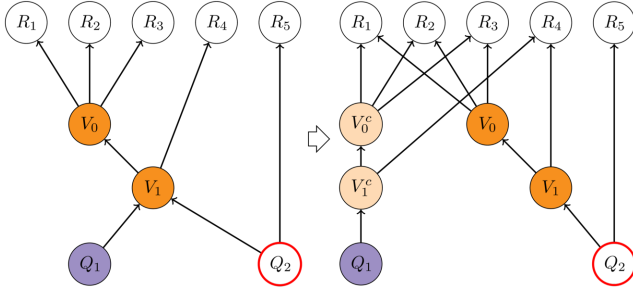 R₁ R₂ R₃ R₄ R₅ R₁ R₂ R₃ R₄ R₅
V₀ V₀ᶜ V₀
V₁ V₁ᶜ V₁
Q₁ Q₂ Q₁ Q₂